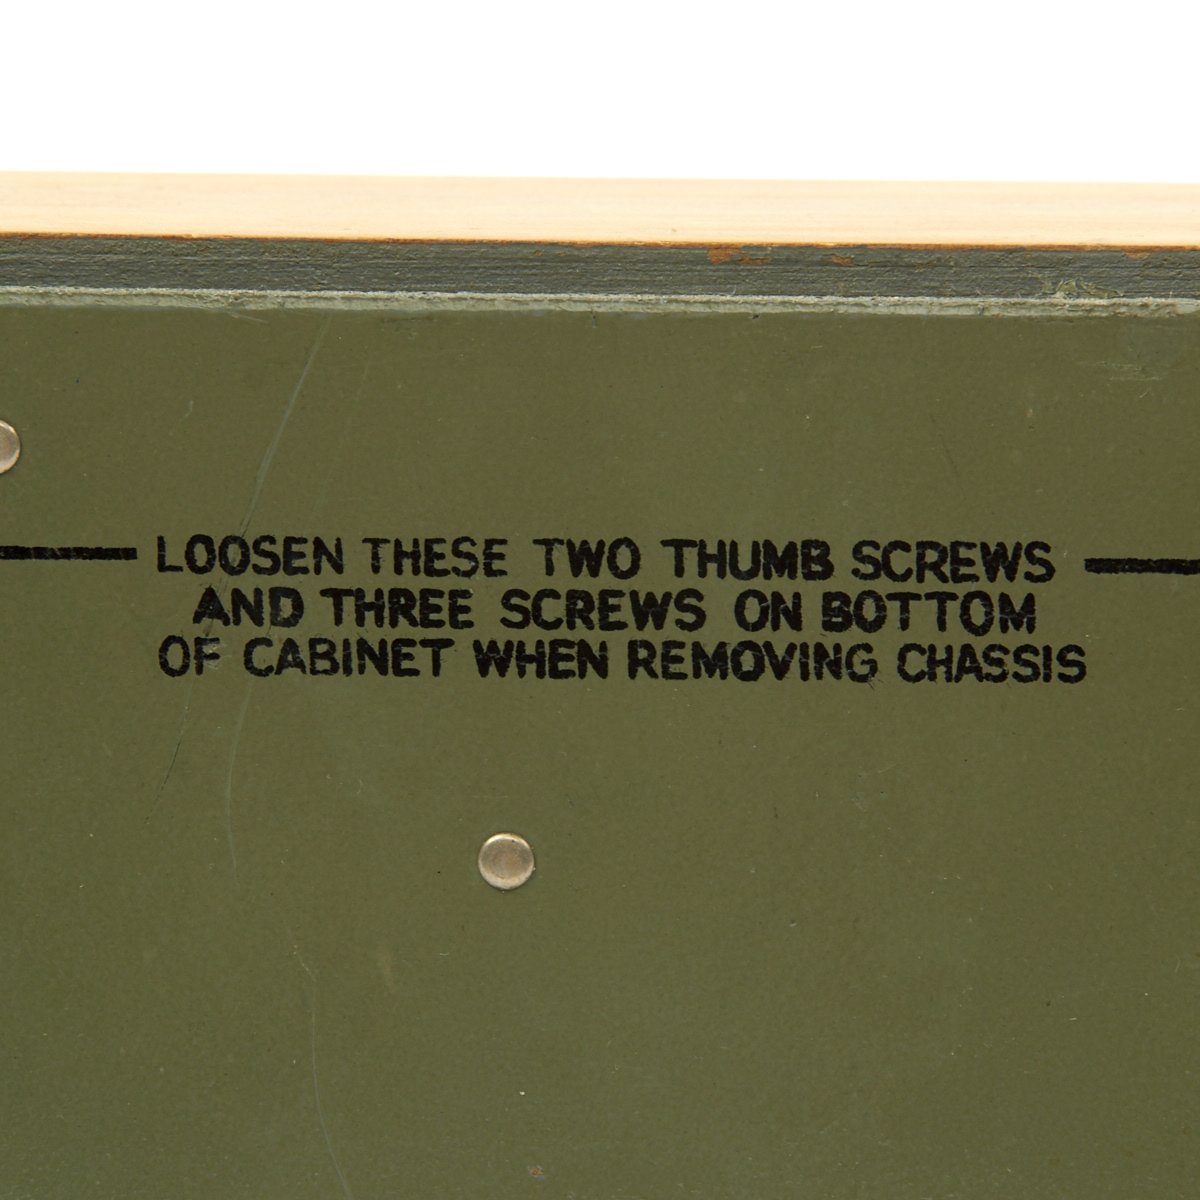 LOOSEN THESE TWO THUMB SCREWS
AND THREE SCREWS ON BOTTOM
OF CABINET WHEN REMOVING CHASSIS